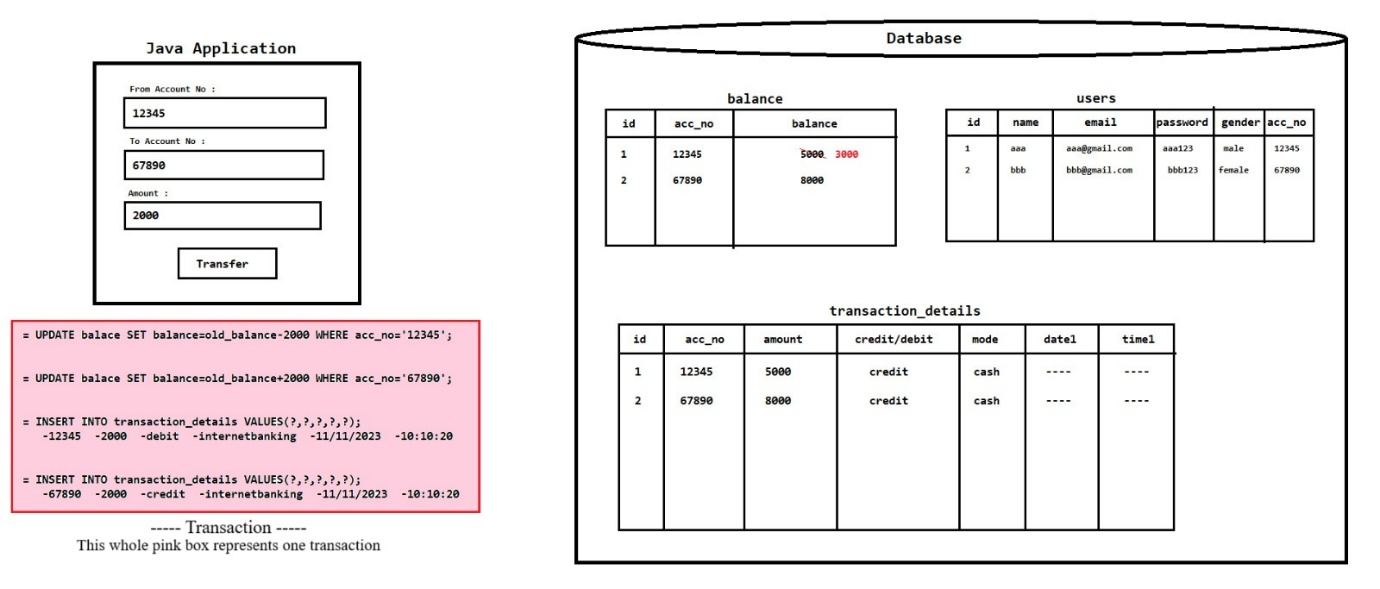 Java Application
From Account No :
12345
To Account No :
67890
Amount :
2000
Transfer
= UPDATE balace SET balance=old_balance-2000 WHERE acc_no='12345';
= UPDATE balace SET balance=old_balance+2000 WHERE acc_no='67890';
= INSERT INTO transaction_details VALUES(?,?,?,?,?);
-12345 -2000 -debit -internetbanking -11/11/2023 -10:10:20
= INSERT INTO transaction_details VALUES(?,?,?,?,?);
-67890 -2000 -credit -internetbanking -11/11/2023 -10:10:20
----- Transaction -----
This whole pink box represents one transaction
Database
balance
id acc_no balance
1 12345 5000 3000
2 67890 8000
users
id name email password gender acc_no
1 aaa aaa@gmail.com aaa123 male 12345
2 bbb bbb@gmail.com bbb123 female 67890
transaction_details
id acc_no amount credit/debit mode date1 time1
1 12345 5000 credit cash ---- ----
2 67890 8000 credit cash ---- ----